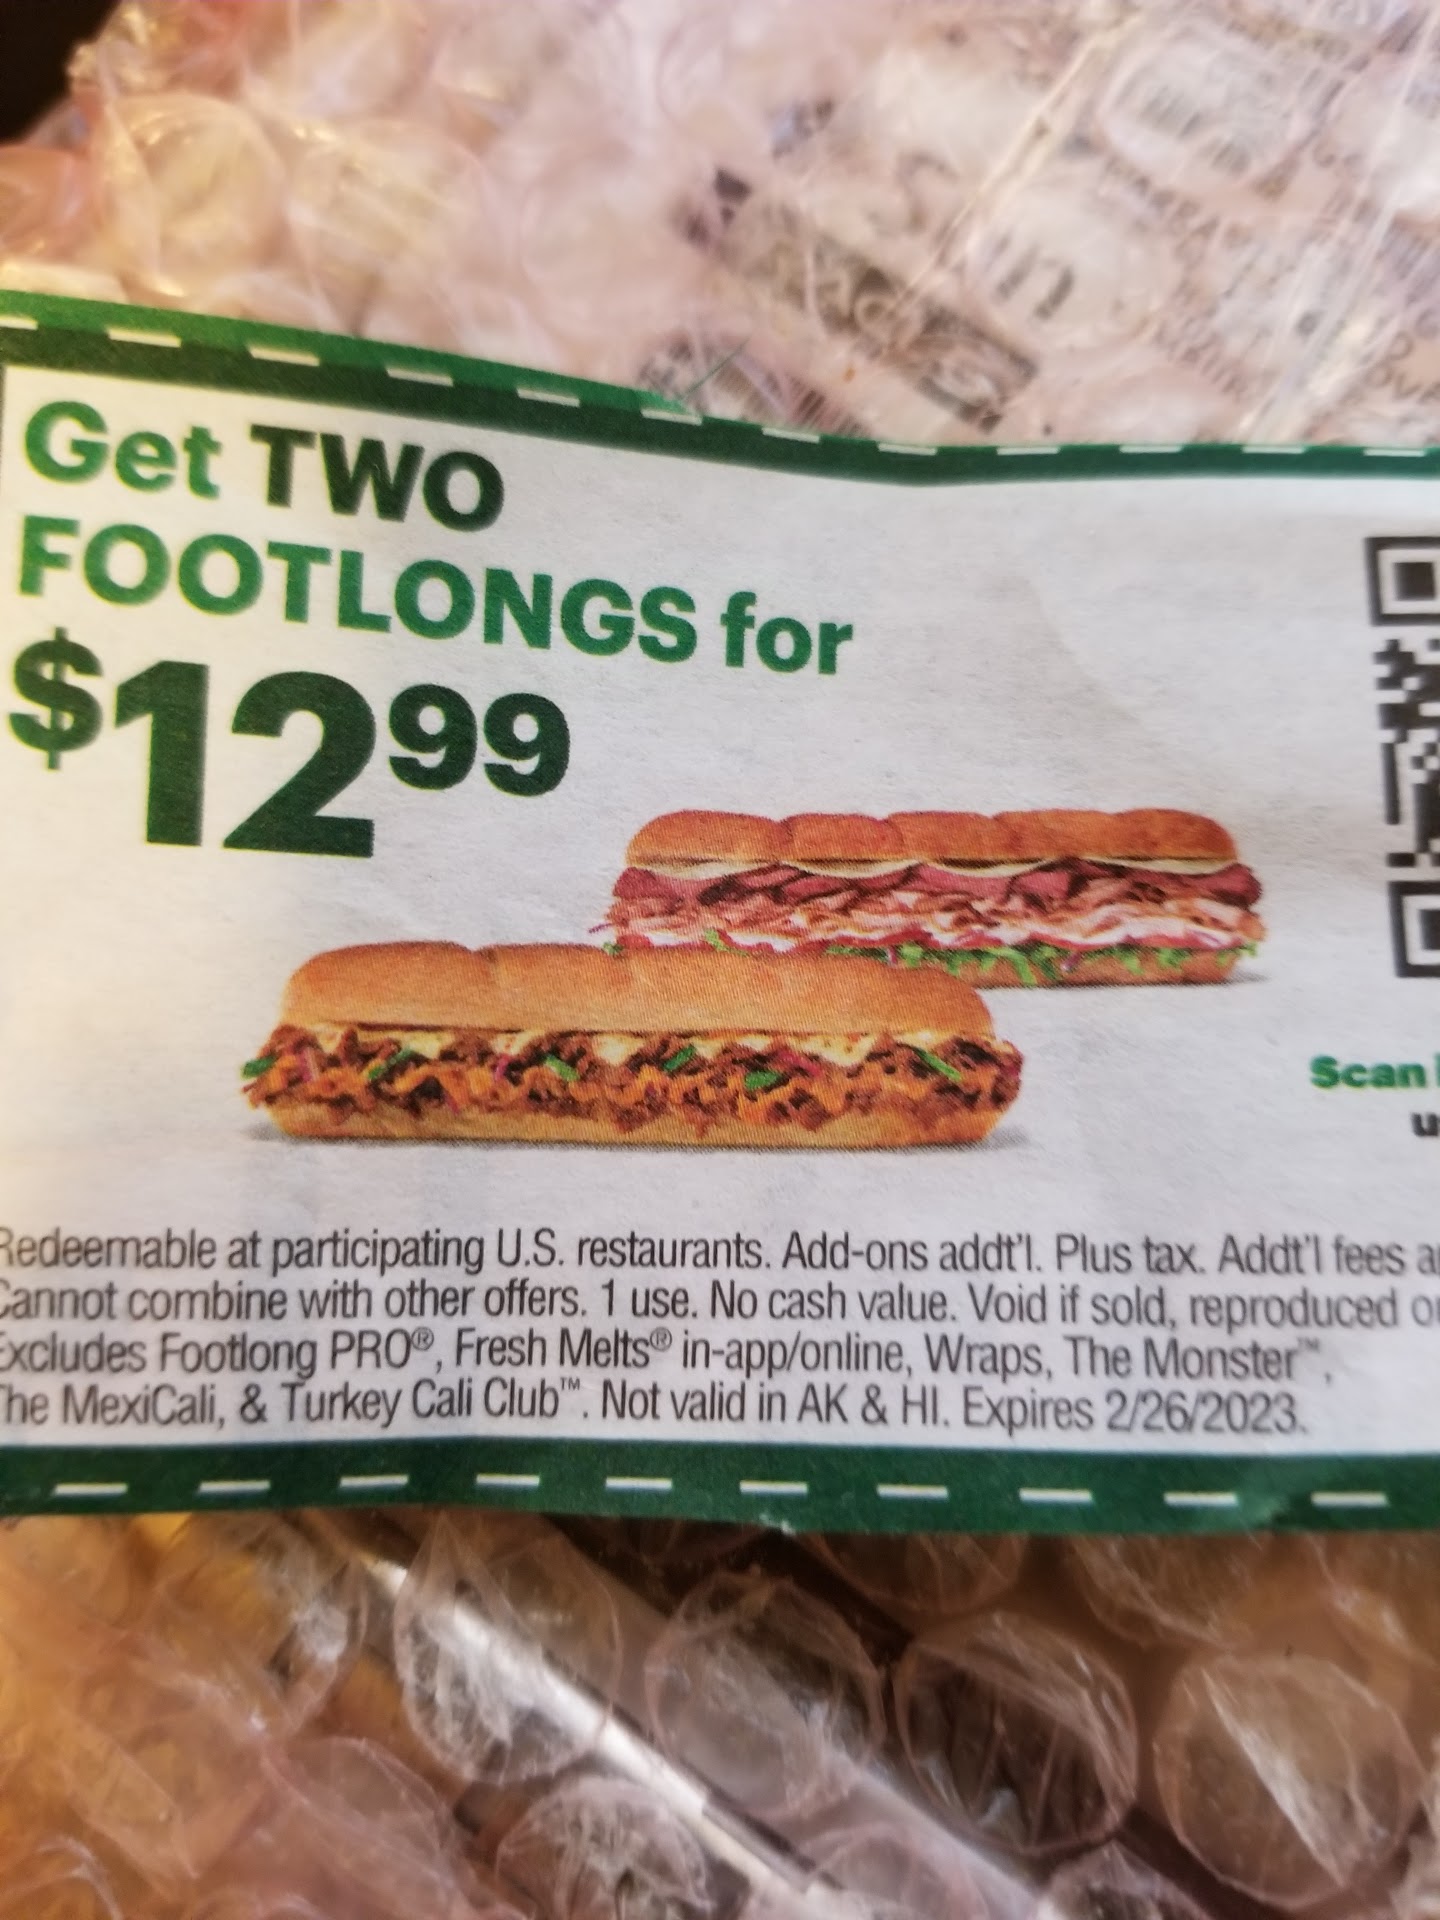 Get TWO
FOOTLONGS for
$12 99
Redeemable at participating U.S. restaurants. Add-ons addt'l. Plus tax. Addt'l fees
Cannot combine with other offers. 1 use. No cash value. Void if sold, reproduced
Excludes Footlong PRO®, Fresh Melts® in-app/online, Wraps, The Monster™,
The MexiCali, & Turkey Cali Club™. Not valid in AK & HI. Expires 2/26/2023.
Scan